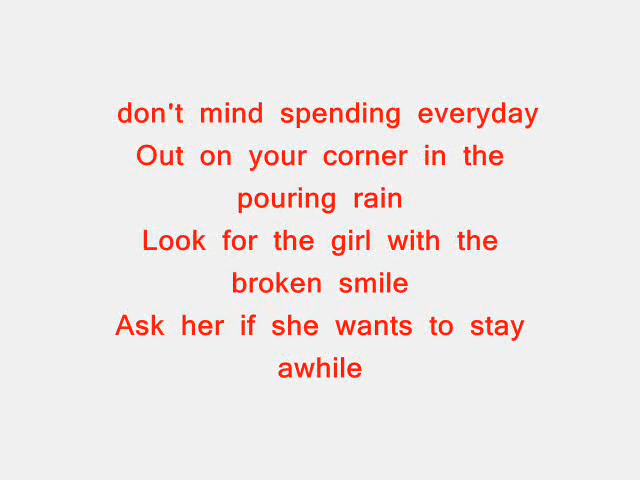 don't mind spending everyday
Out on your corner in the
pouring rain
Look for the girl with the
broken smile
Ask her if she wants to stay
awhile